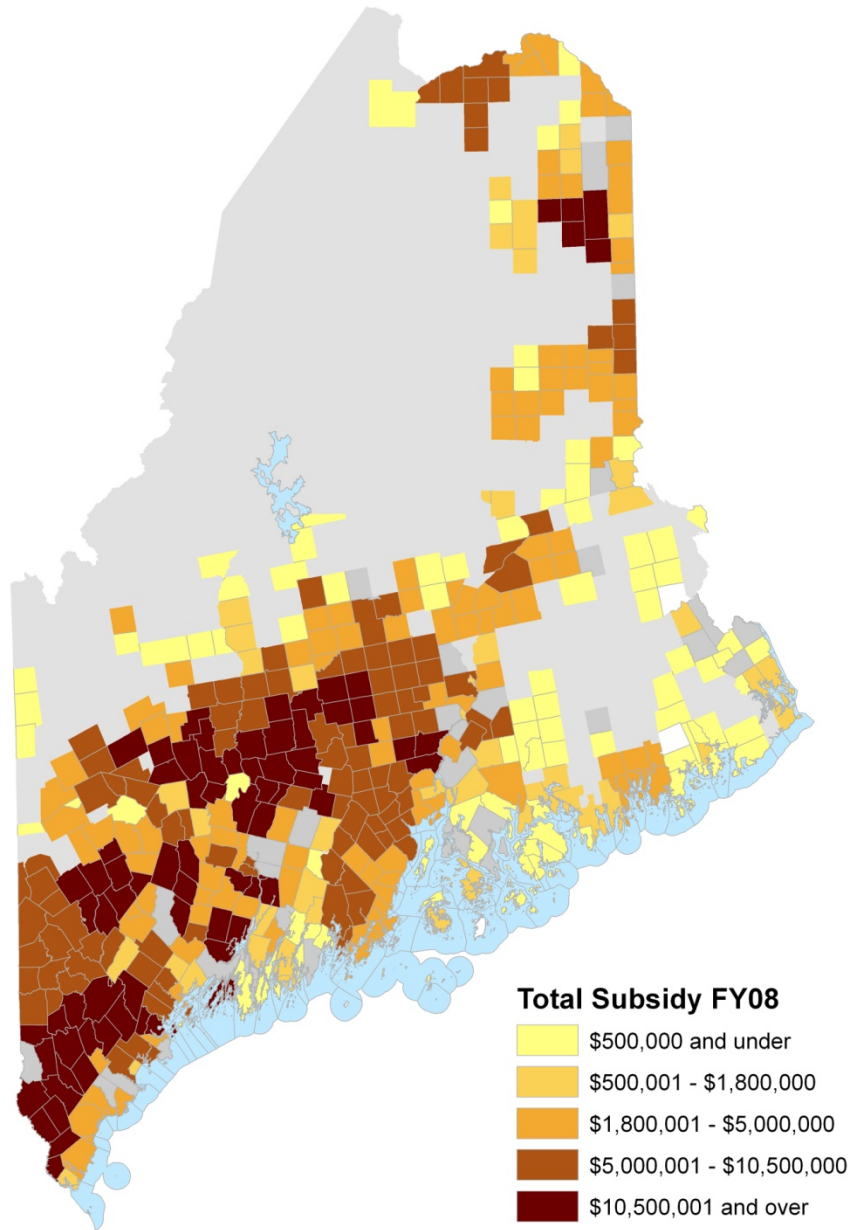 Total Subsidy FY08
$500,000 and under
$500,001 - $1,800,000
$1,800,001 - $5,000,000
$5,000,001 - $10,500,000
$10,500,001 and over